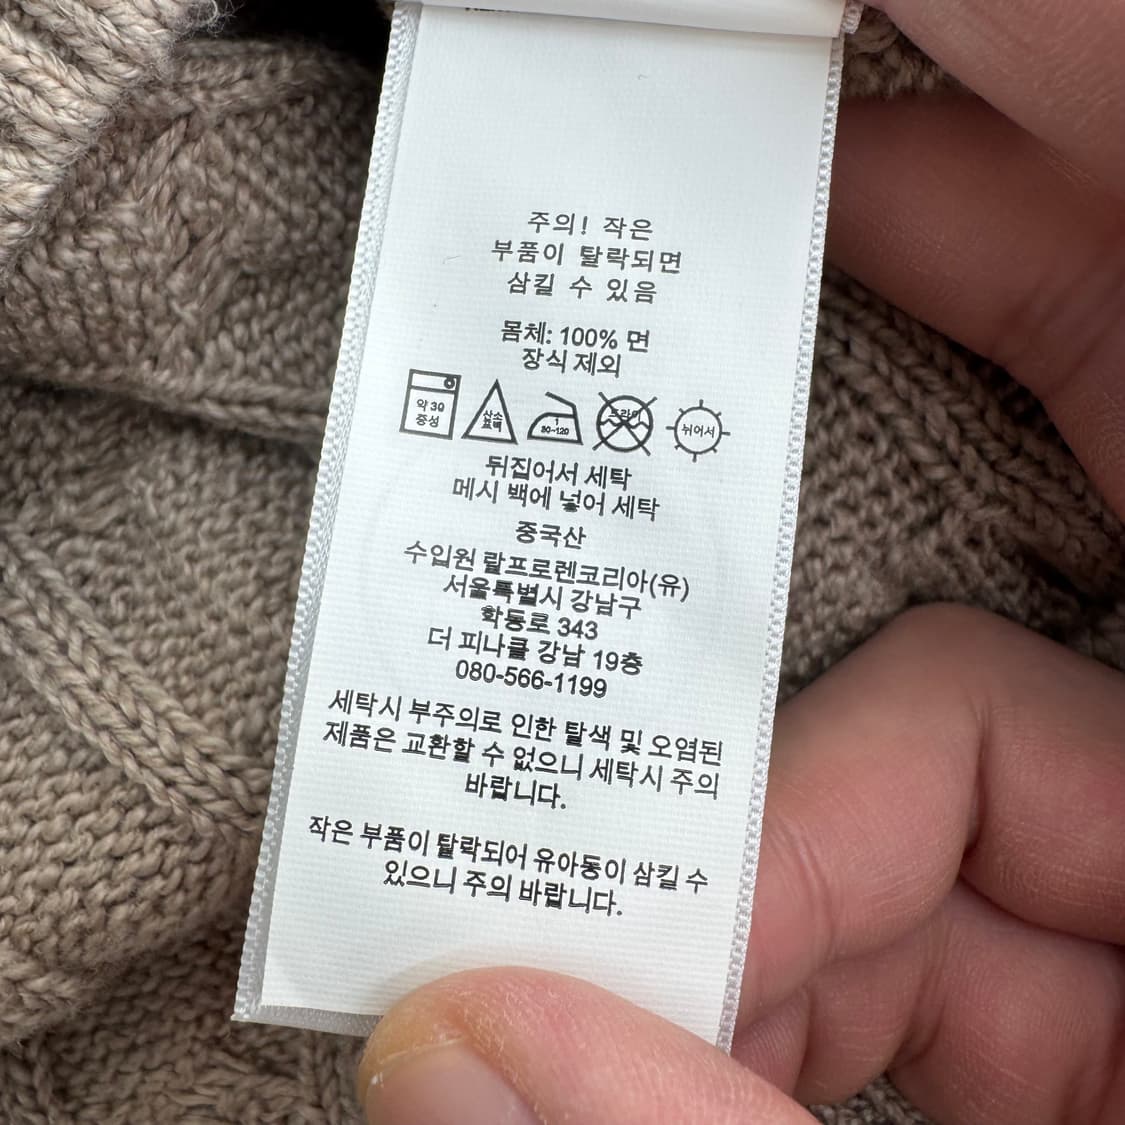 주의! 작은
부품이 탈락되면
삼킬 수 있음
몸체: 100% 면
장식 제외
약 30
중성
산소
표백
1
80~120
드라이
뉘어서
뒤집어서 세탁
메시 백에 넣어 세탁
중국산
수입원 랄프로렌코리아(유)
서울특별시 강남구
학동로 343
더 피나클 강남 19층
080-566-1199
세탁시 부주의로 인한 탈색 및 오염된
제품은 교환할 수 없으니 세탁시 주의
바랍니다.
작은 부품이 탈락되어 유아동이 삼킬 수
있으니 주의 바랍니다.